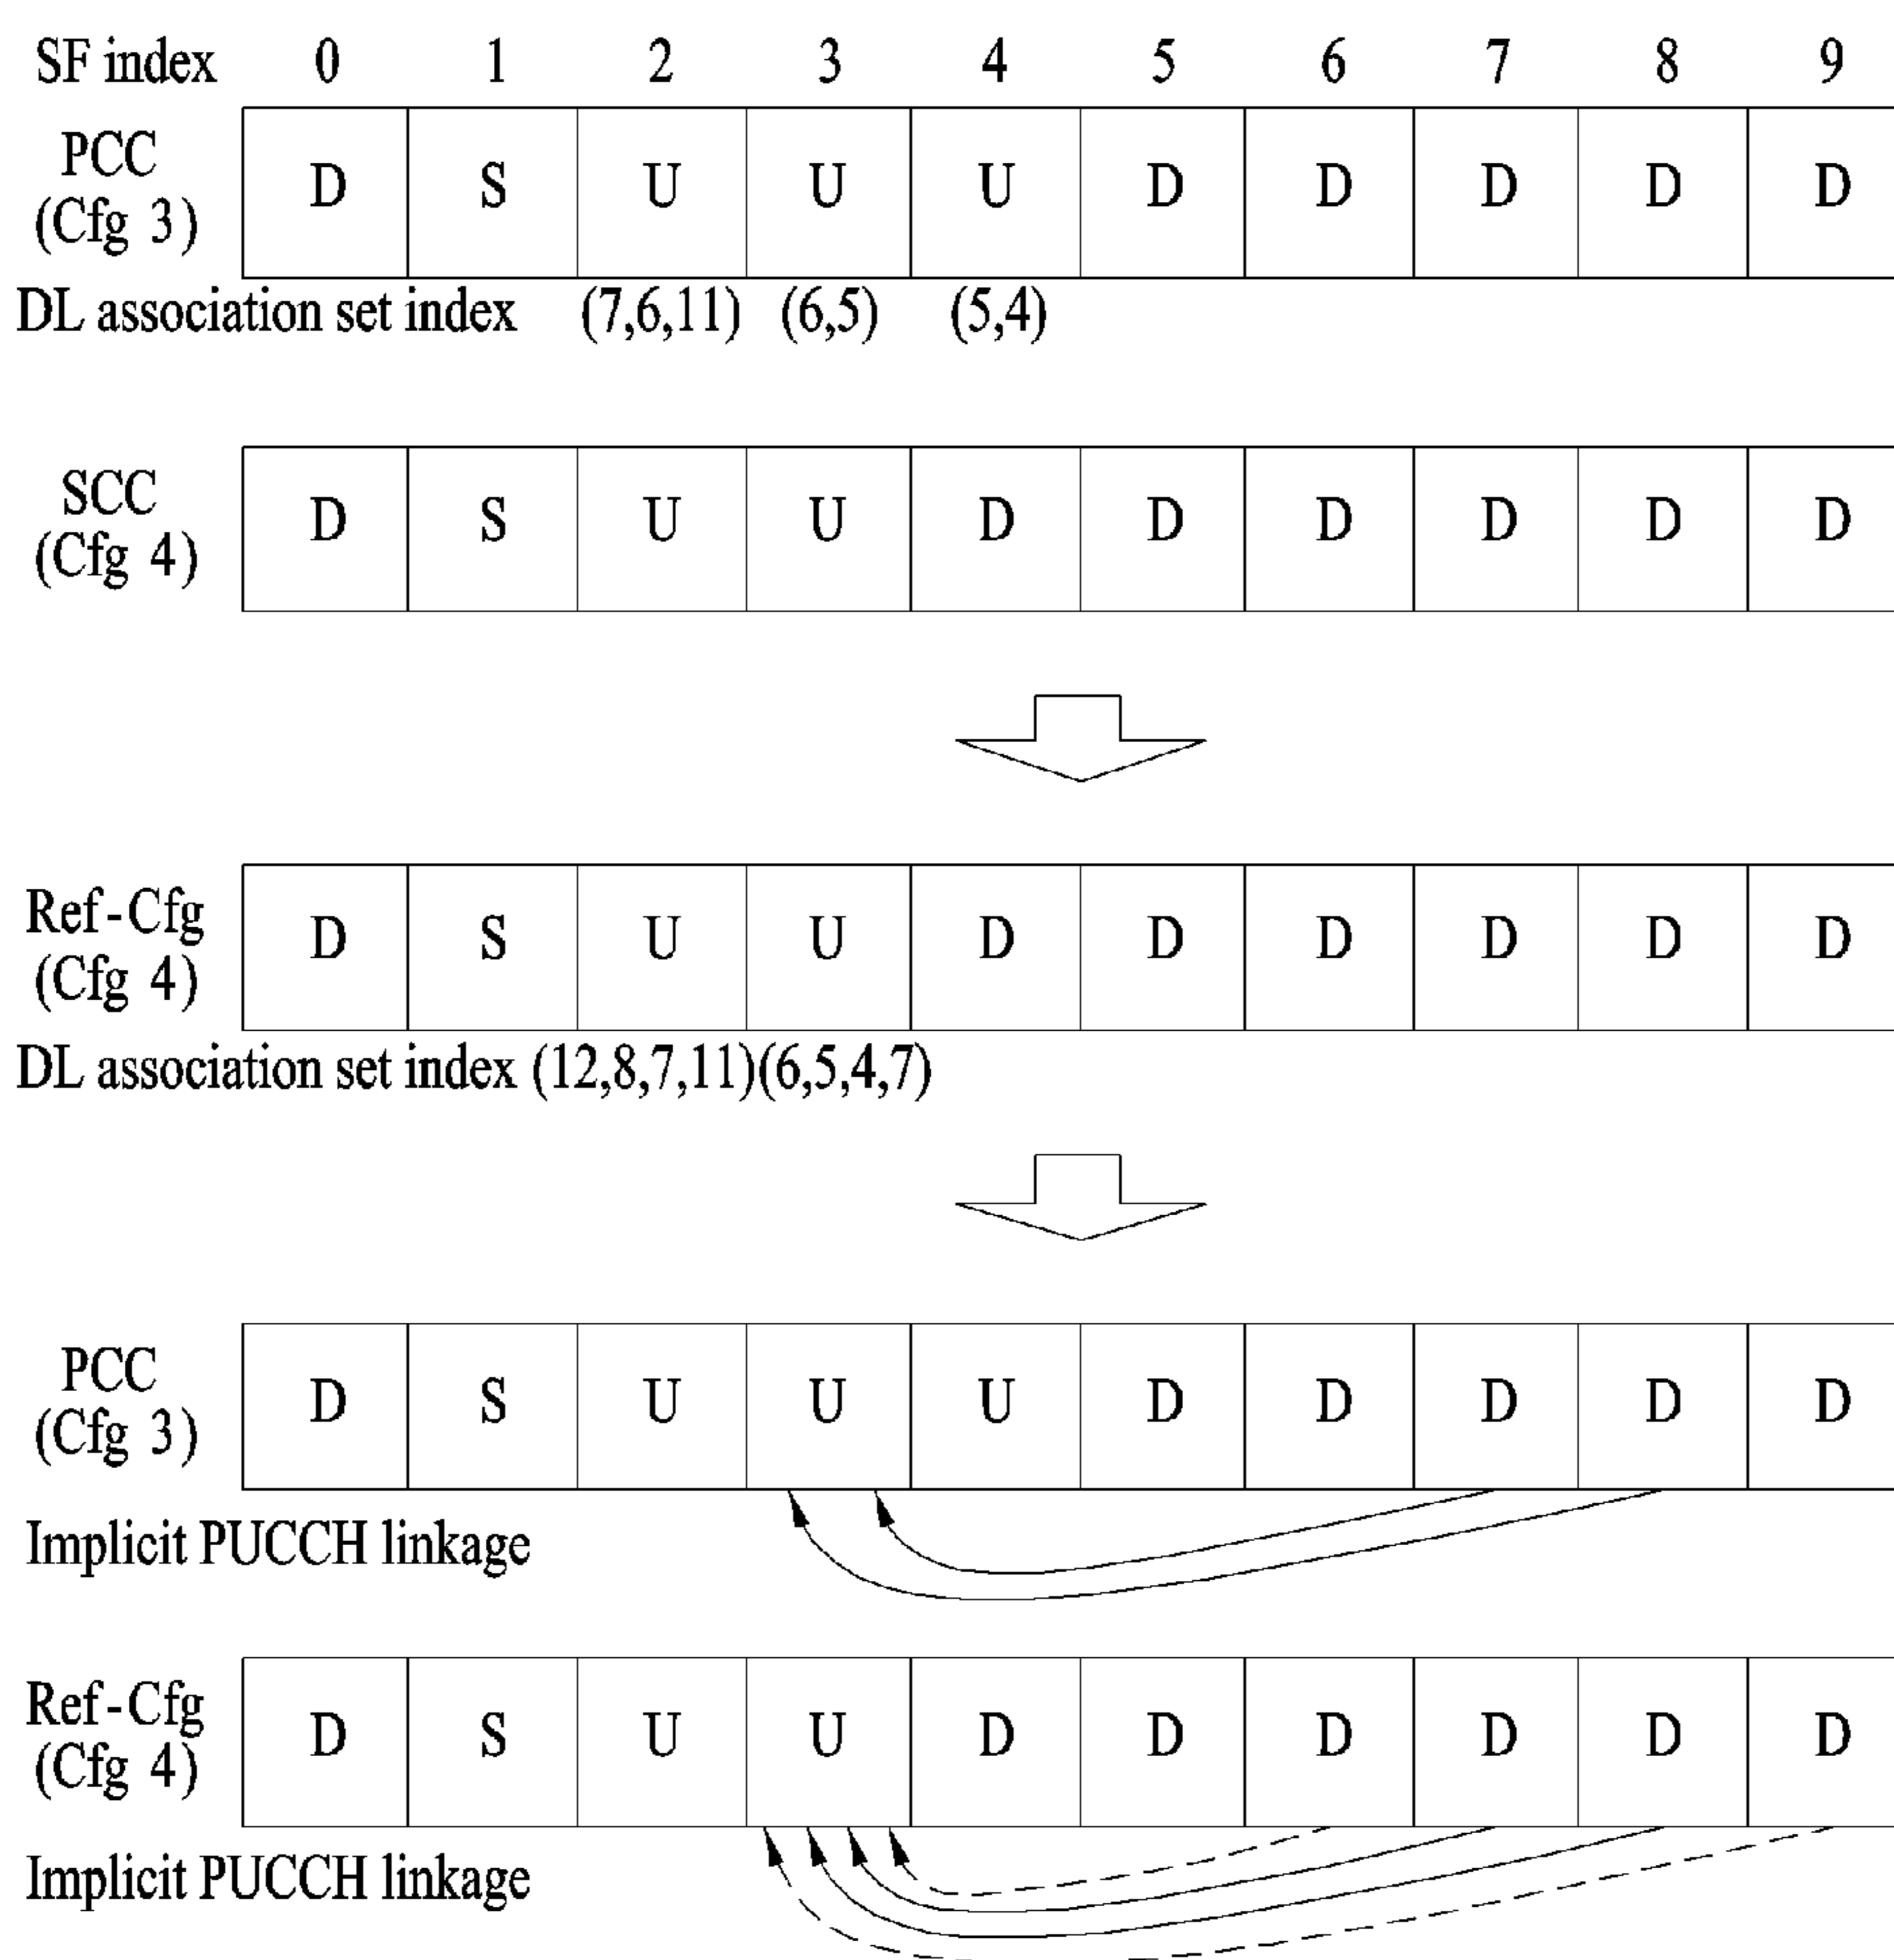 SF index 0 1 2 3 4 5 6 7 8 9
PCC
(Cfg 3)
D S U U U D D D D D
DL association set index (7,6,11) (6,5) (5,4)
SCC
(Cfg 4)
D S U U D D D D D D
Ref-Cfg
(Cfg 4)
D S U U D D D D D D
DL association set index (12,8,7,11)(6,5,4,7)
PCC
(Cfg 3)
D S U U U D D D D D
Implicit PUCCH linkage
Ref-Cfg
(Cfg 4)
D S U U D D D D D D
Implicit PUCCH linkage